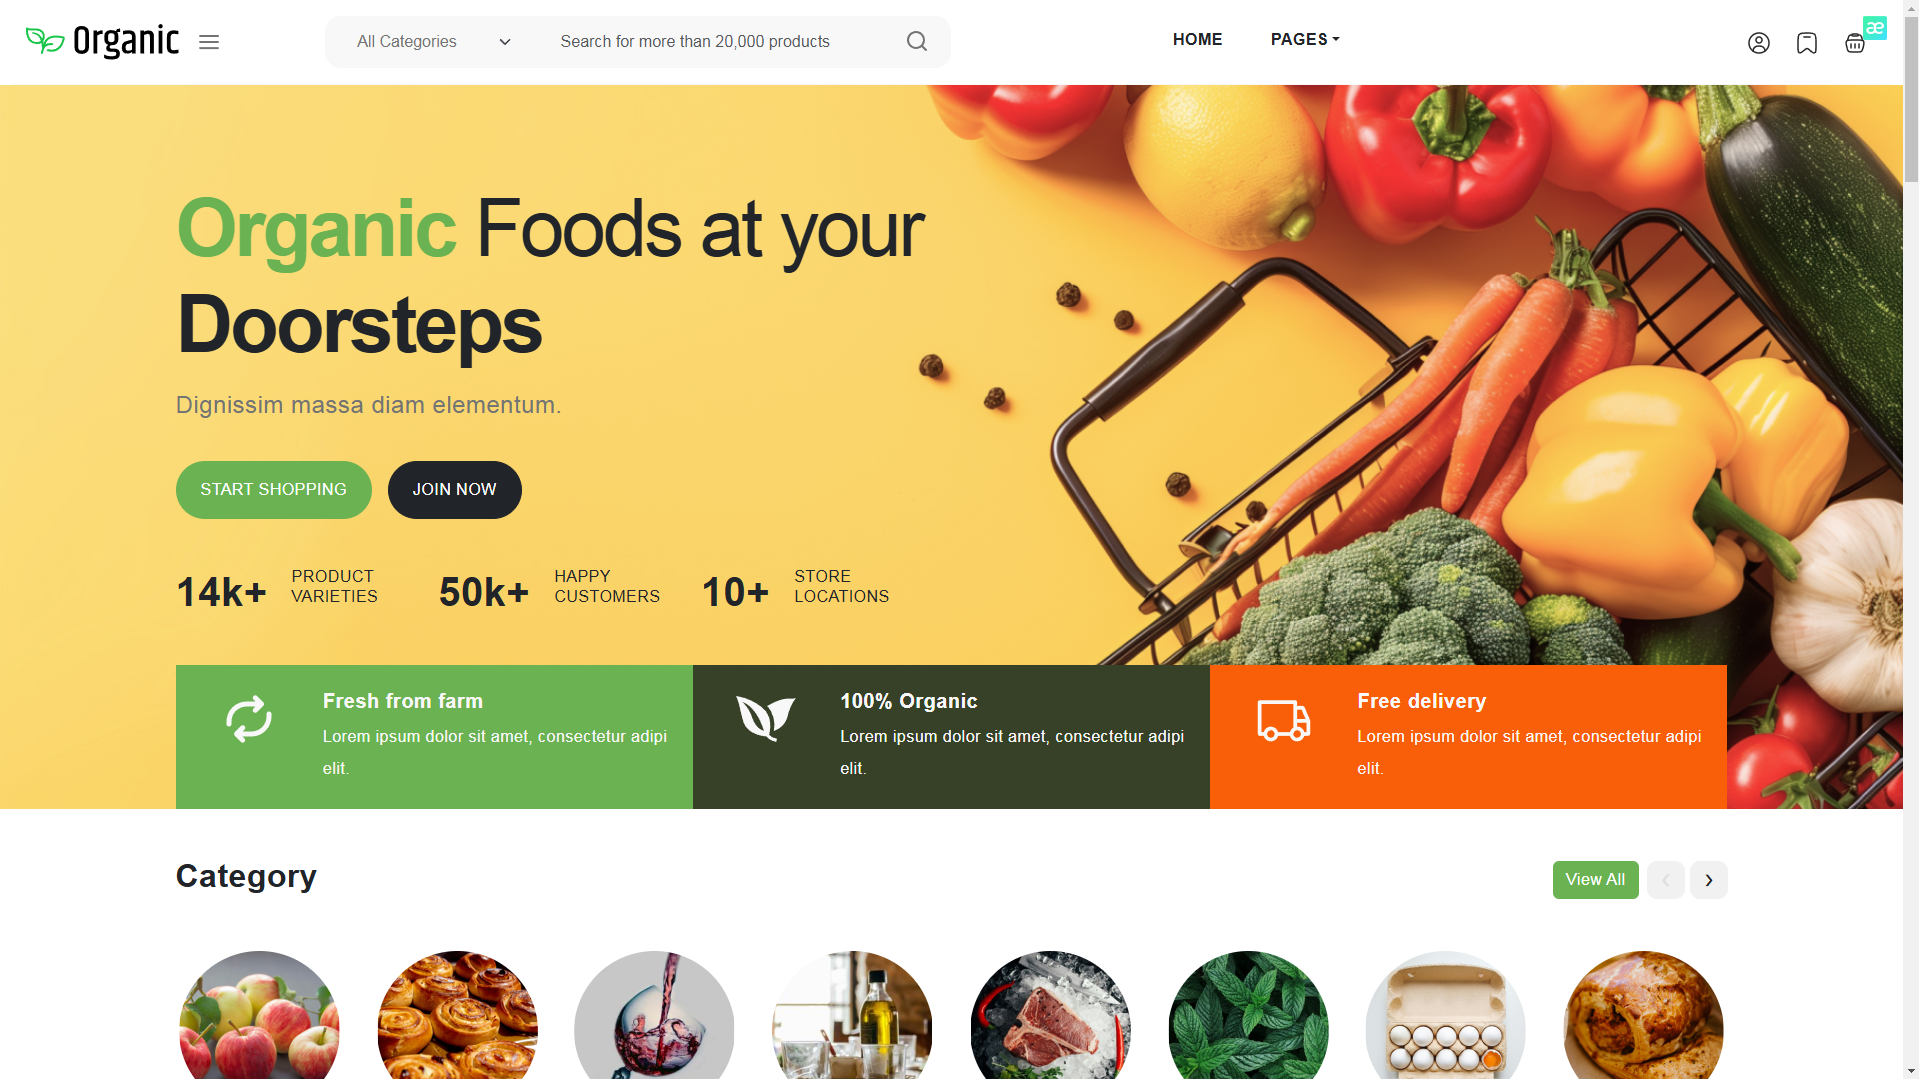 Organic
All Categories
Search for more than 20,000 products
HOME
PAGES
æ
Organic Foods at your
Doorsteps
Dignissim massa diam elementum.
START SHOPPING
JOIN NOW
14k+
PRODUCT
VARIETIES
50k+
HAPPY
CUSTOMERS
10+
STORE
LOCATIONS
Fresh from farm
Lorem ipsum dolor sit amet, consectetur adipi
elit.
100% Organic
Lorem ipsum dolor sit amet, consectetur adipi
elit.
Free delivery
Lorem ipsum dolor sit amet, consectetur adipi
elit.
Category
View All